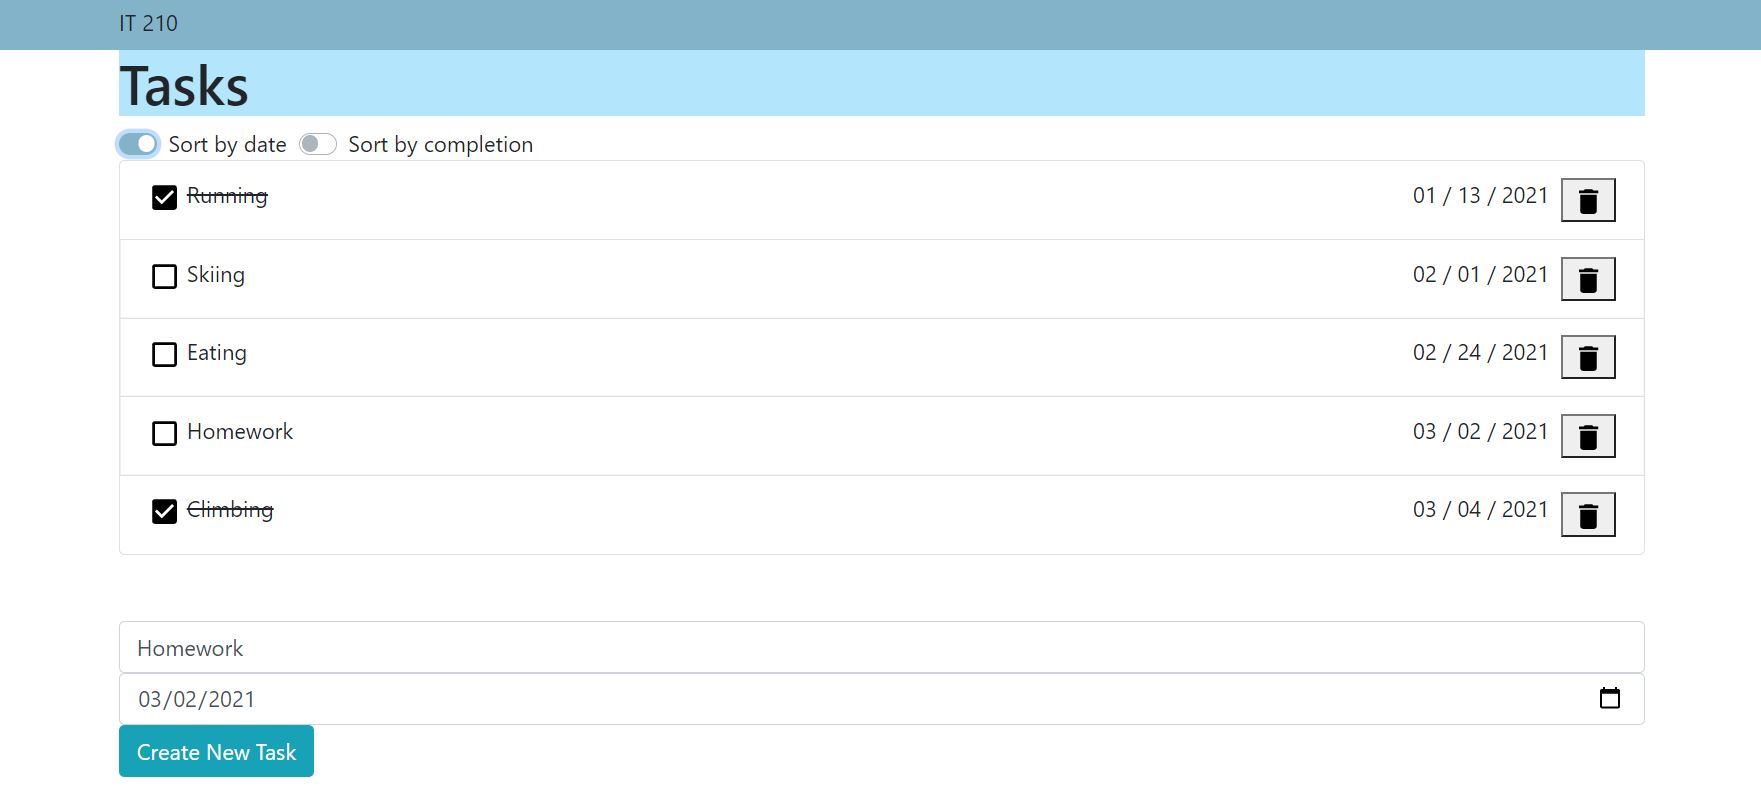 IT 210
Tasks
Sort by date Sort by completion
Running 01 / 13 / 2021
Skiing 02 / 01 / 2021
Eating 02 / 24 / 2021
Homework 03 / 02 / 2021
Climbing 03 / 04 / 2021
Homework
03/02/2021
Create New Task